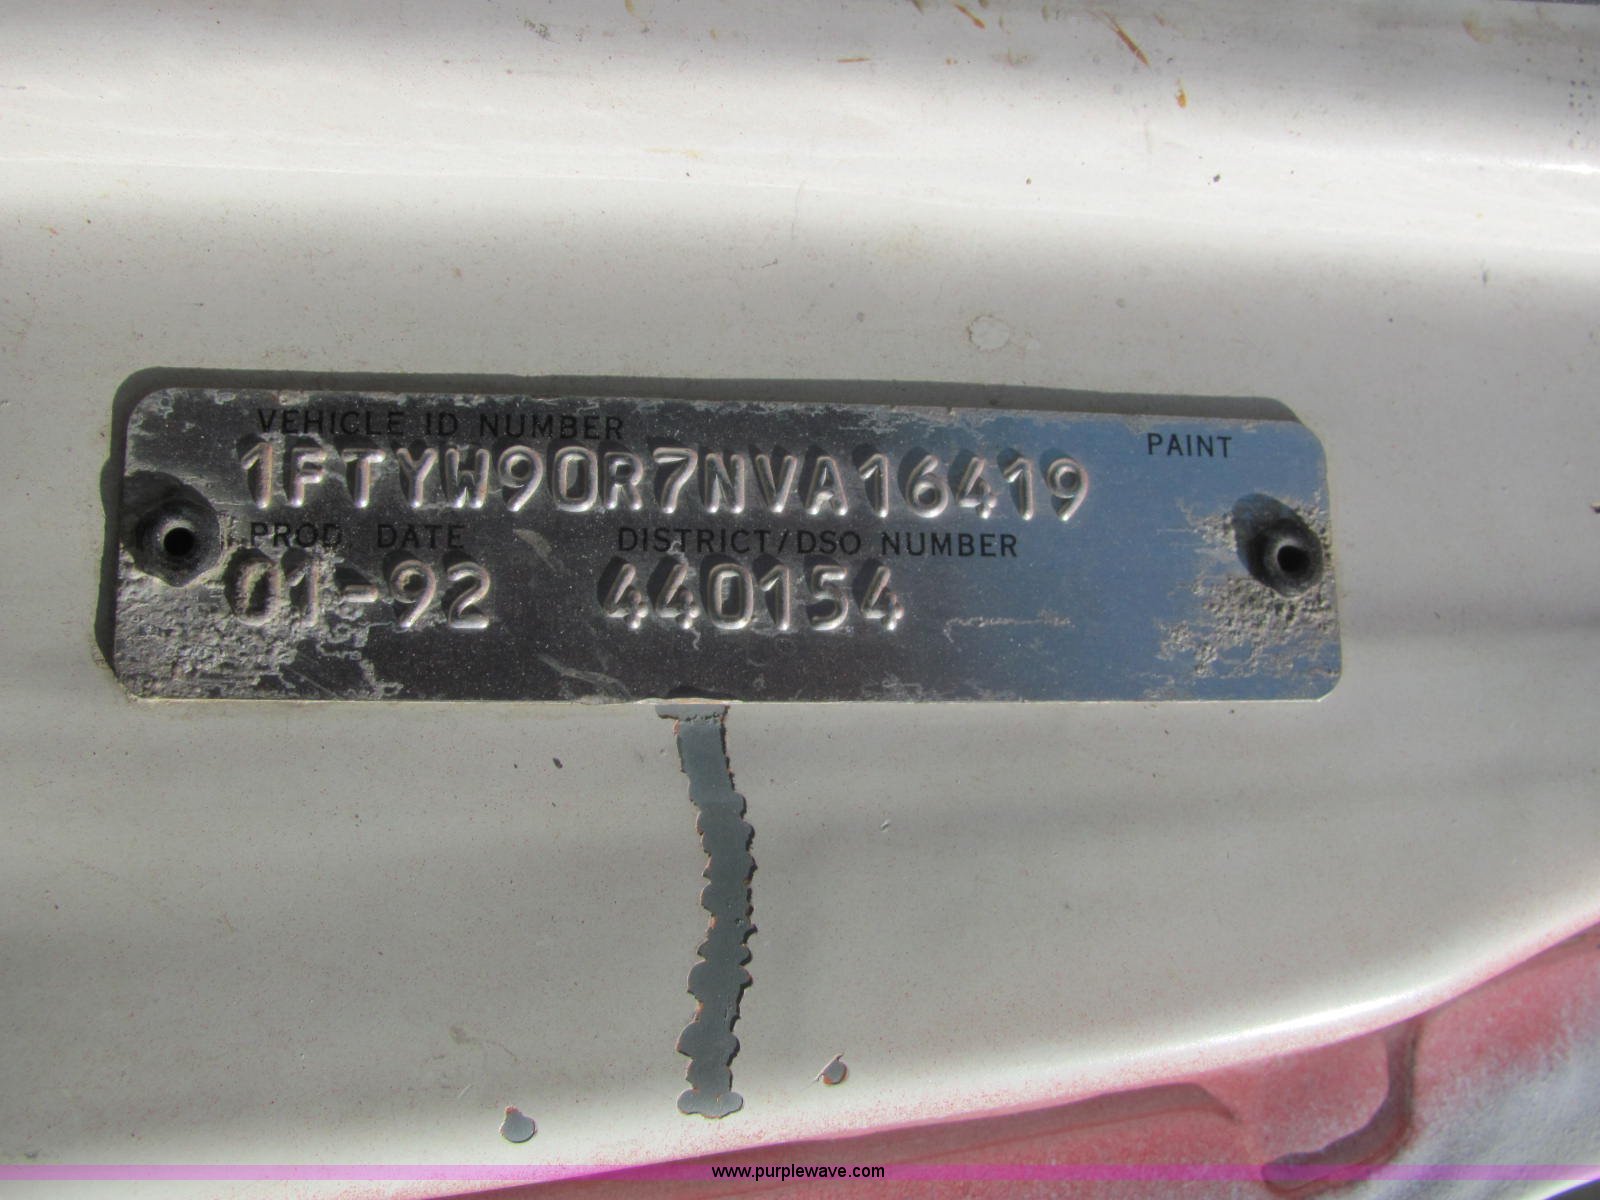 VEHICLE ID NUMBER
PAINT
1FTYW90R7NVA16419
PROD. DATE
DISTRICT/DSO NUMBER
01-92
440154
www.purplewave.com